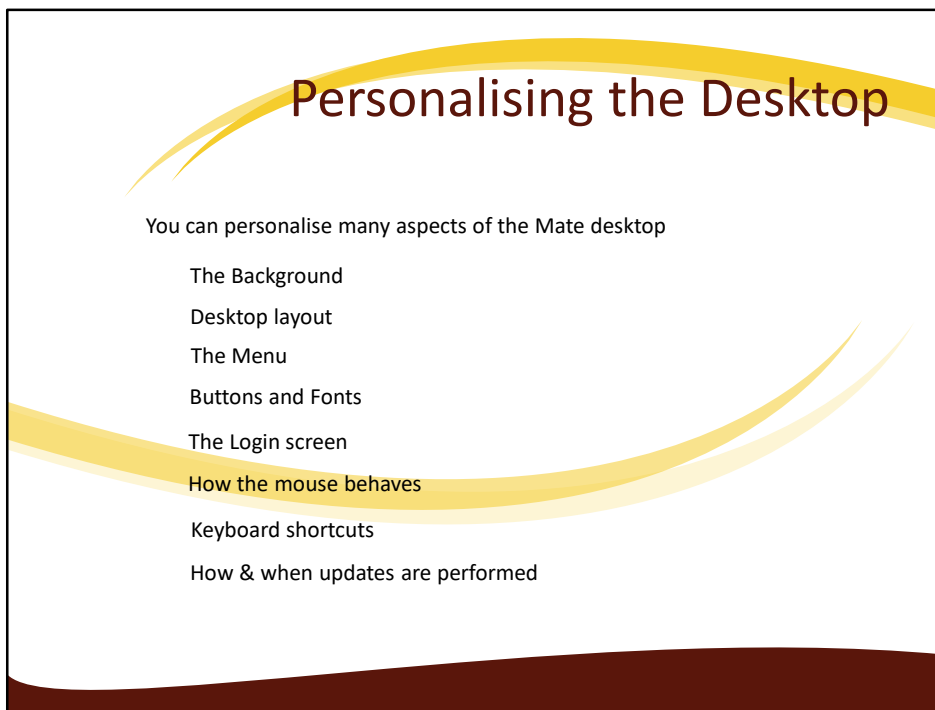 Personalising the Desktop
You can personalise many aspects of the Mate desktop
The Background
Desktop layout
The Menu
Buttons and Fonts
The Login screen
How the mouse behaves
Keyboard shortcuts
How & when updates are performed